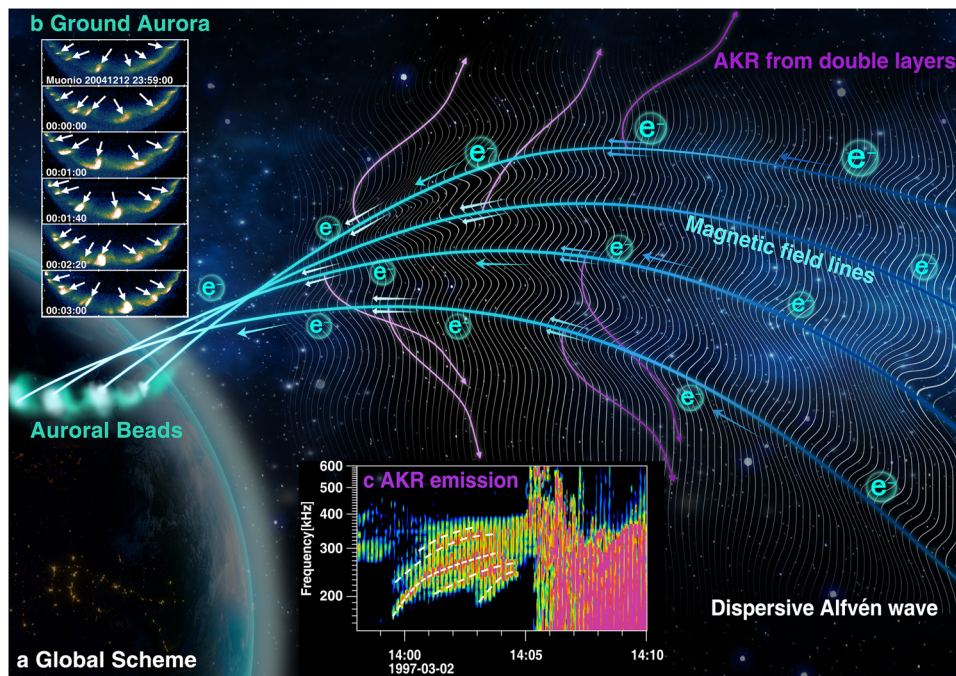 b Ground Aurora
Muonio 20041212 23:59:00
00:00:00
00:01:00
00:01:40
00:02:20
00:03:00
AKR from double layers
e⁻
e⁻
e⁻
e⁻
e⁻
e⁻
e⁻
e⁻
e⁻
e⁻
e⁻
e⁻
e⁻
Magnetic field lines
Auroral Beads
c AKR emission
Frequency[kHz]
600
500
400
300
200
14:00
14:05
14:10
1997-03-02
Dispersive Alfvén wave
a Global Scheme